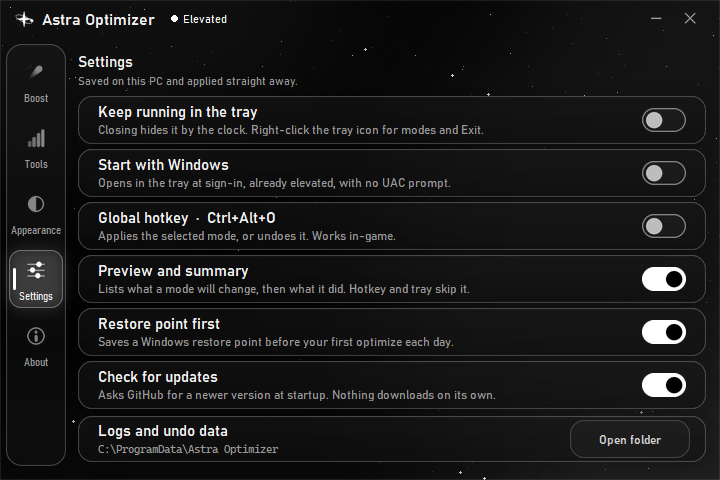 Astra Optimizer
Elevated
Boost
Tools
Appearance
Settings
About
Settings
Saved on this PC and applied straight away.
Keep running in the tray
Closing hides it by the clock. Right-click the tray icon for modes and Exit.
Start with Windows
Opens in the tray at sign-in, already elevated, with no UAC prompt.
Global hotkey · Ctrl+Alt+O
Applies the selected mode, or undoes it. Works in-game.
Preview and summary
Lists what a mode will change, then what it did. Hotkey and tray skip it.
Restore point first
Saves a Windows restore point before your first optimize each day.
Check for updates
Asks GitHub for a newer version at startup. Nothing downloads on its own.
Logs and undo data
C:\ProgramData\Astra Optimizer
Open folder